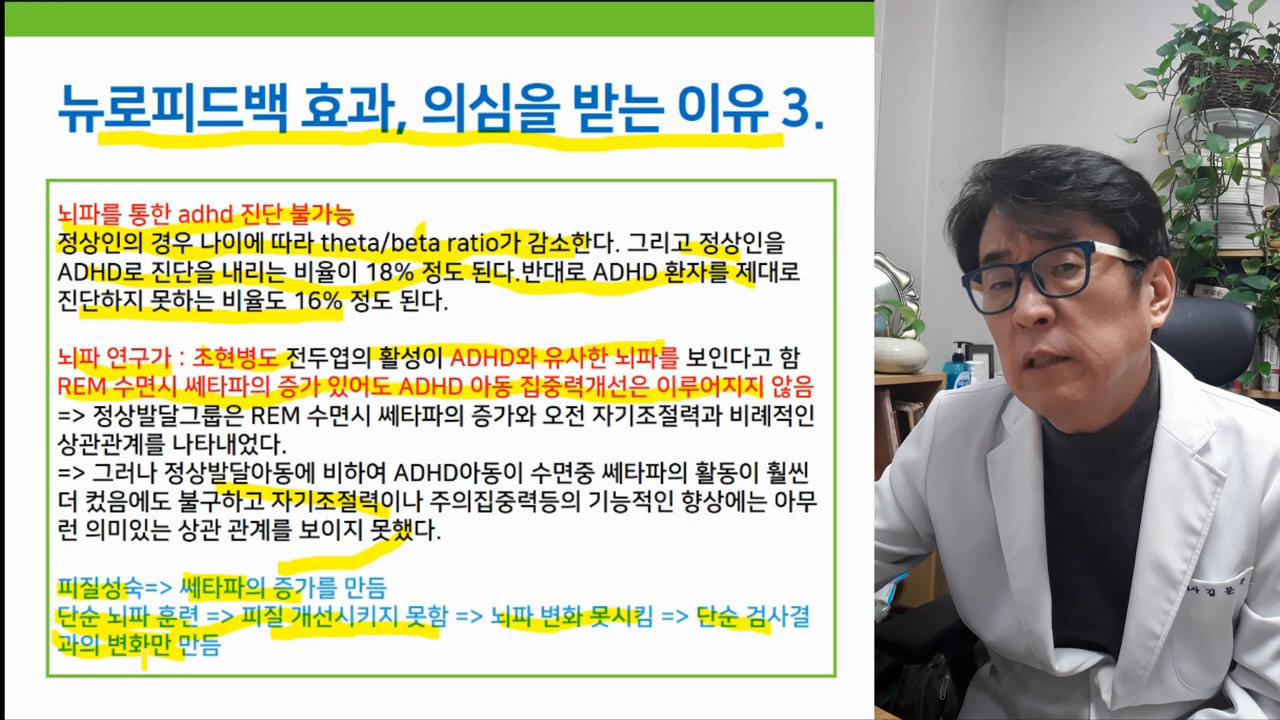 뉴로피드백 효과, 의심을 받는 이유 3.
뇌파를 통한 adhd 진단 불가능
정상인의 경우 나이에 따라 theta/beta ratio가 감소한다. 그리고 정상인을
ADHD로 진단을 내리는 비율이 18% 정도 된다.반대로 ADHD 환자를 제대로
진단하지 못하는 비율도 16% 정도 된다.
뇌파 연구가 : 조현병도 전두엽의 활성이 ADHD와 유사한 뇌파를 보인다고 함
REM 수면시 쎄타파의 증가 있어도 ADHD 아동 집중력개선은 이루어지지 않음
=> 정상발달그룹은 REM 수면시 쎄타파의 증가와 오전 자기조절력과 비례적인
상관관계를 나타내었다.
=> 그러나 정상발달아동에 비하여 ADHD아동이 수면중 쎄타파의 활동이 훨씬
더 컸음에도 불구하고 자기조절력이나 주의집중력등의 기능적인 향상에는 아무
런 의미있는 상관 관계를 보이지 못했다.
피질성숙=> 쎄타파의 증가를 만듬
단순 뇌파 훈련 => 피질 개선시키지 못함 => 뇌파 변화 못시킴 => 단순 검사결
과의 변화만 만듬